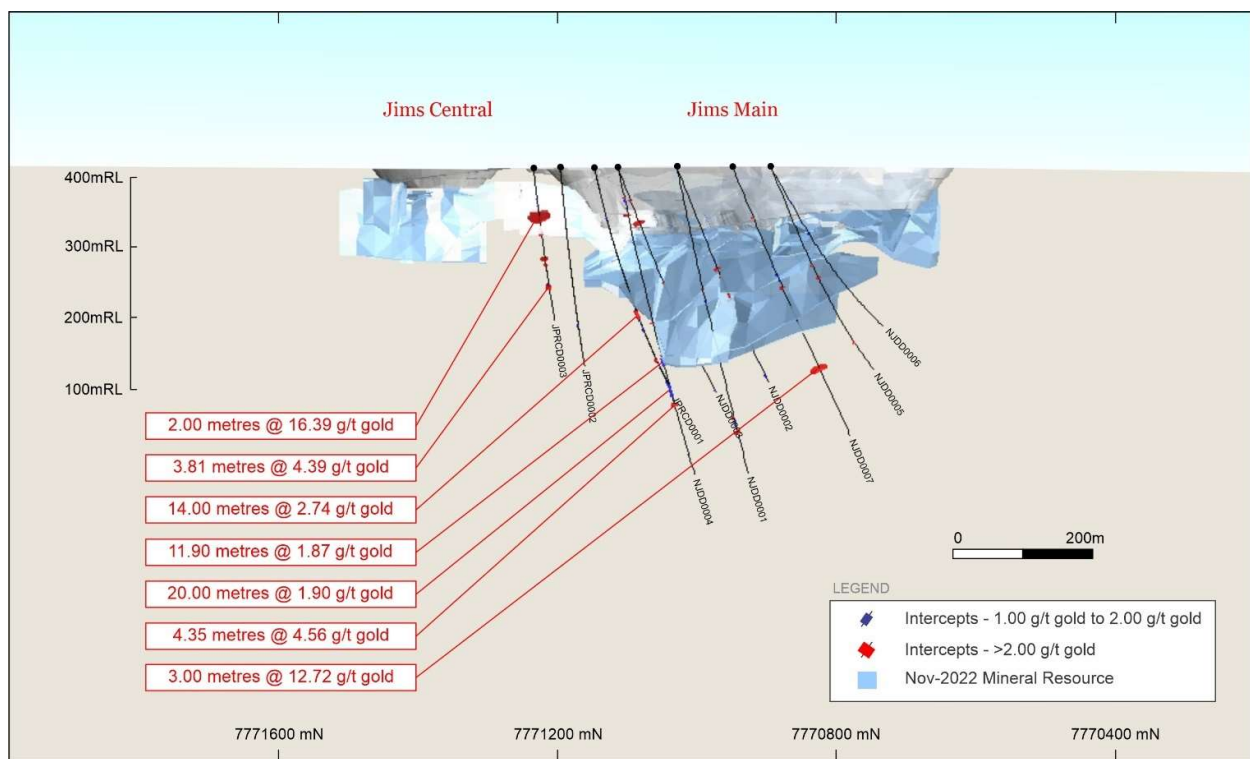 Jims Central
Jims Main
400mRL
300mRL
200mRL
100mRL
JPRCD0003
JPRCD0002
JPRCD0001
NJDD0004
NJDD0003
NJDD0001
NJDD0002
NJDD0007
NJDD0005
NJDD0006
2.00 metres @ 16.39 g/t gold
3.81 metres @ 4.39 g/t gold
14.00 metres @ 2.74 g/t gold
11.90 metres @ 1.87 g/t gold
20.00 metres @ 1.90 g/t gold
4.35 metres @ 4.56 g/t gold
3.00 metres @ 12.72 g/t gold
0 200m
LEGEND
Intercepts - 1.00 g/t gold to 2.00 g/t gold
Intercepts - >2.00 g/t gold
Nov-2022 Mineral Resource
7771600 mN 7771200 mN 7770800 mN 7770400 mN